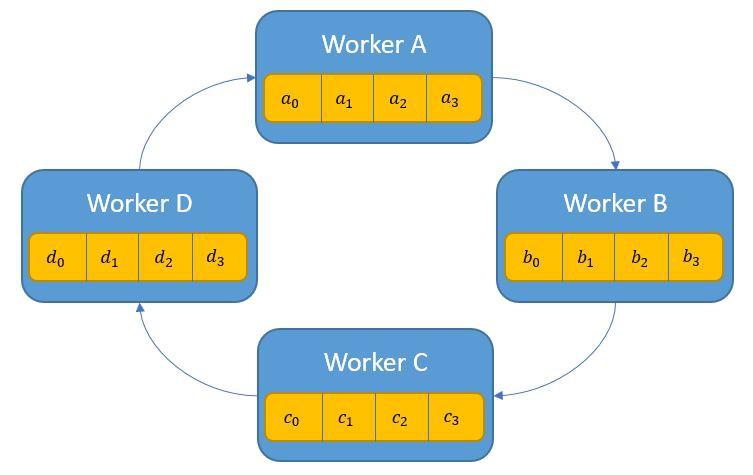 Worker A
a₀ a₁ a₂ a₃
Worker D
d₀ d₁ d₂ d₃
Worker B
b₀ b₁ b₂ b₃
Worker C
c₀ c₁ c₂ c₃